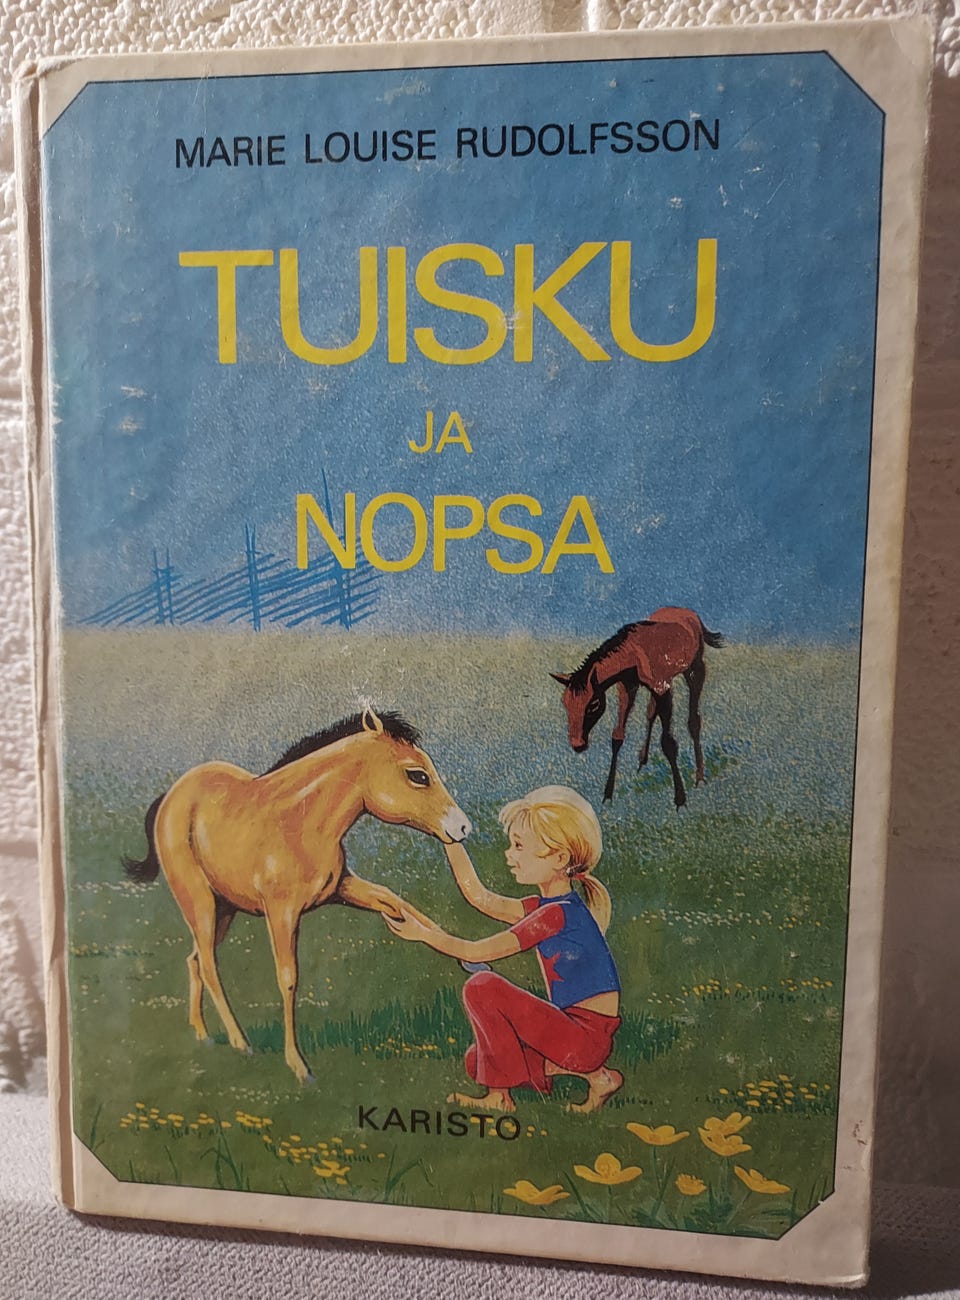 MARIE LOUISE RUDOLFSSON
TUISKU
JA
NOPSA
KARISTO